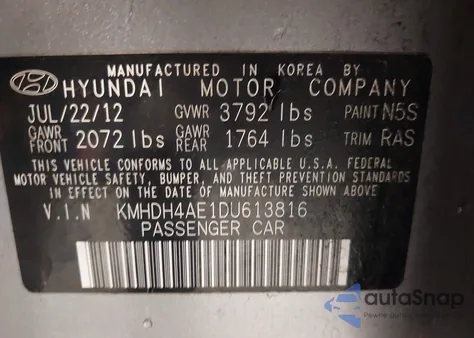 MANUFACTURED IN KOREA BY
HYUNDAI MOTOR COMPANY
JUL/22/12 GVWR 3792 lbs PAINT N5S
GAWR FRONT 2072 lbs GAWR REAR 1764 lbs TRIM RAS
THIS VEHICLE CONFORMS TO ALL APPLICABLE U.S.A. FEDERAL
MOTOR VEHICLE SAFETY, BUMPER, AND THEFT PREVENTION STANDARDS
IN EFFECT ON THE DATE OF MANUFACTURE SHOWN ABOVE.
V.I.N KMHDH4AE1DU613816
PASSENGER CAR
autoSnap